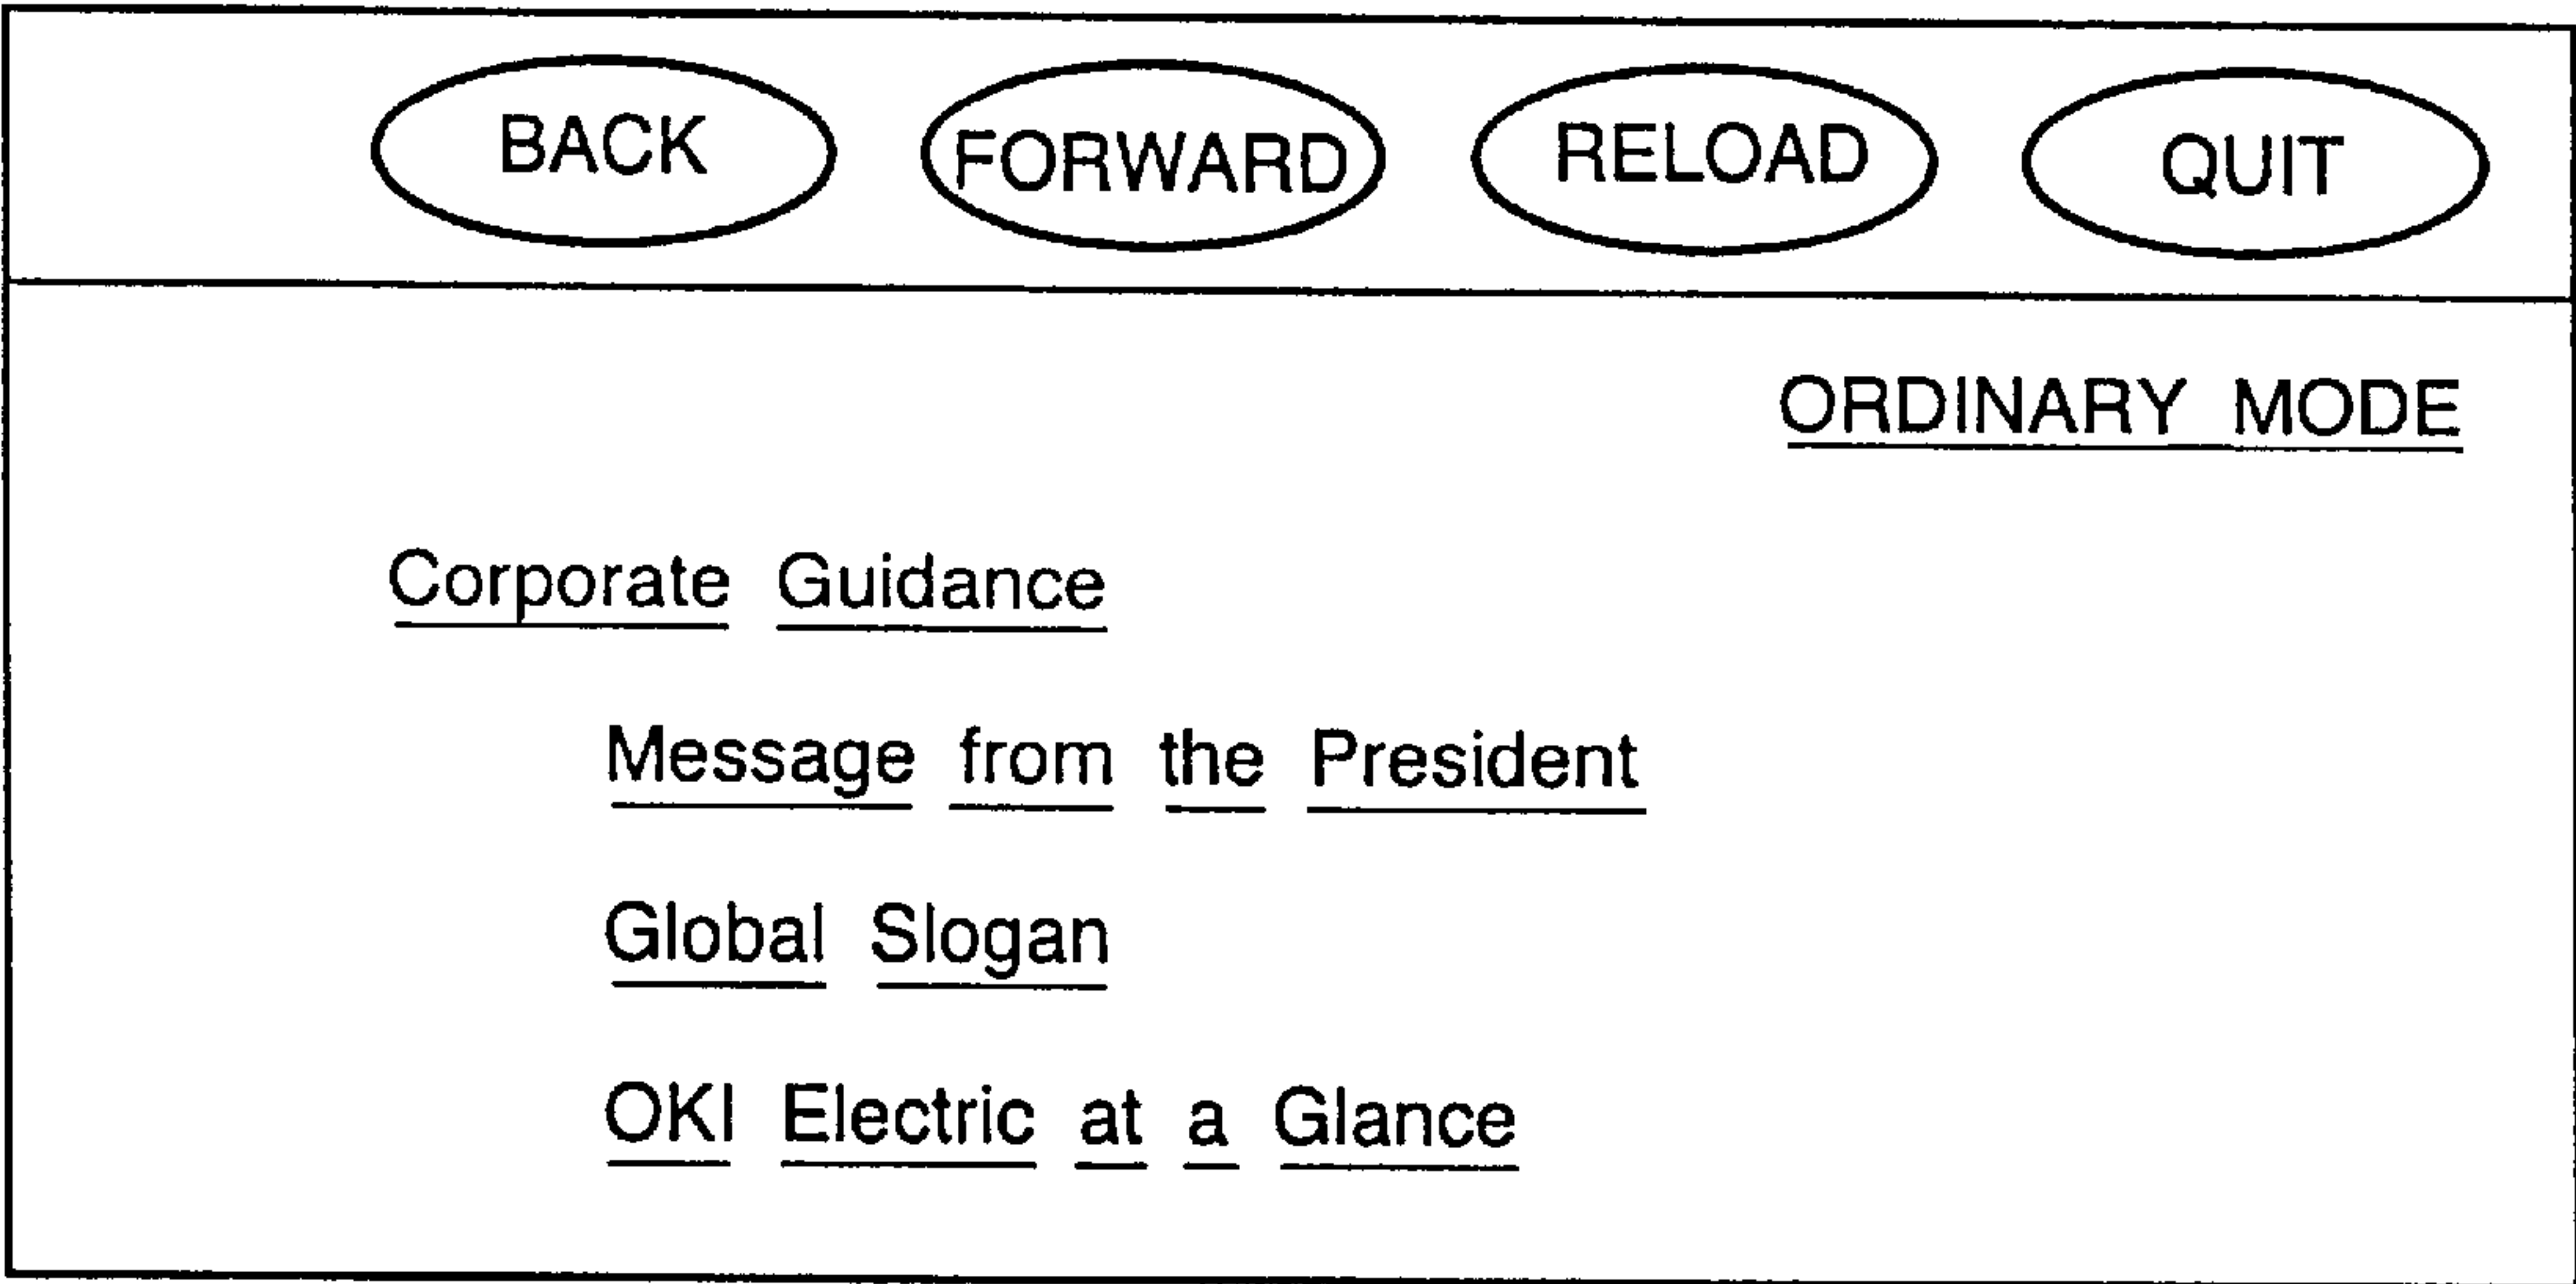 BACK FORWARD RELOAD QUIT
ORDINARY MODE
Corporate Guidance
Message from the President
Global Slogan
OKI Electric at a Glance